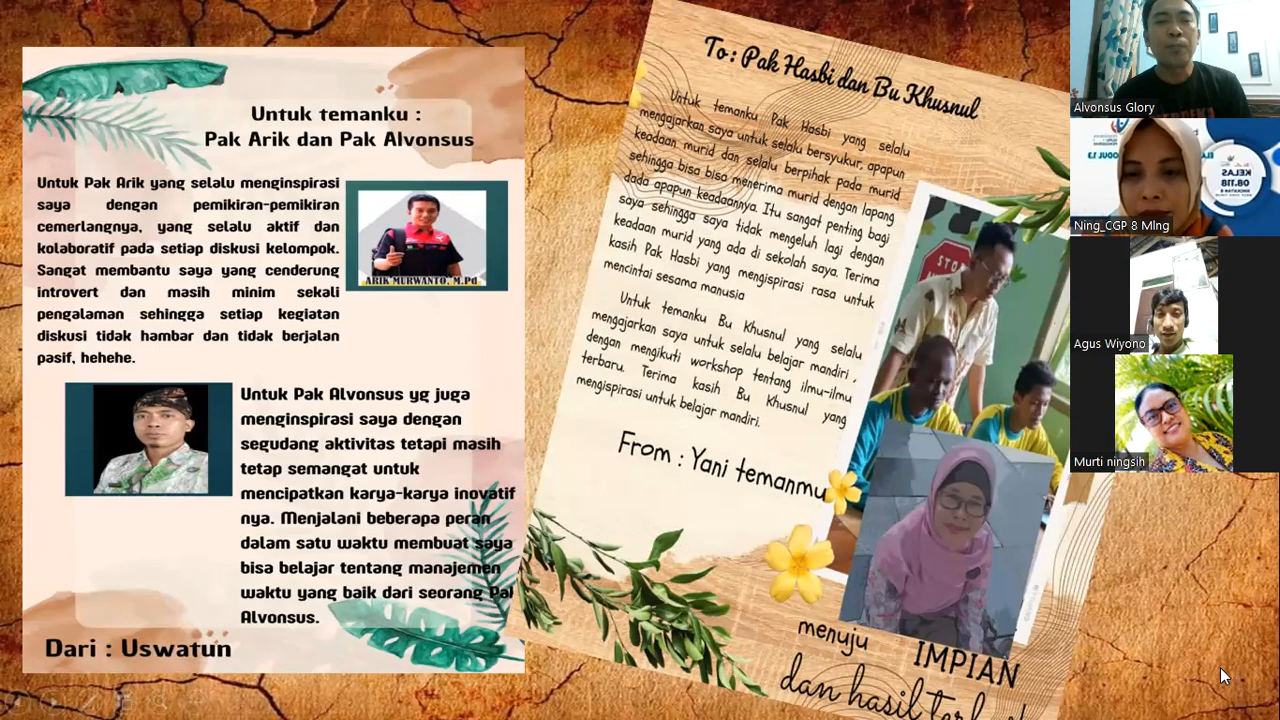 Untuk temanku :
Pak Arik dan Pak Alvonsus
Untuk Pak Arik yang selalu menginspirasi
saya dengan pemikiran-pemikiran
cemerlangnya, yang selalu aktif dan
kolaboratif pada setiap diskusi kelompok.
Sangat membantu saya yang cenderung
introvert dan masih minim sekali
pengalaman sehingga setiap kegiatan
diskusi tidak hambar dan tidak berjalan
pasif, hehehe.
ARIK MURWANTO, M.Pd
Untuk Pak Alvonsus yg juga
menginspirasi saya dengan
segudang aktivitas tetapi masih
tetap semangat untuk
mencipatkan karya-karya inovatif
nya. Menjalani beberapa peran
dalam satu waktu membuat saya
bisa belajar tentang manajemen
waktu yang baik dari seorang Pal
Alvonsus.
Dari : Uswatun
To : Pak Hasbi dan Bu Khusnul
Untuk temanku Pak Hasbi yang selalu
mengajarkan saya untuk selalu bersyukur, apapun
keadaan murid dan selalu berpihak pada murid
sehingga bisa bisa menerima murid dengan lapang
dada apapun keadaannya. Itu sangat penting bagi
saya sehingga saya tidak mengeluh lagi dengan
keadaan murid yang ada di sekolah saya. Terima
kasih Pak Hasbi yang mengispirasi rasa untuk
mencintai sesama manusia
Untuk temanku Bu Khusnul yang selalu
mengajarkan saya untuk selalu belajar mandiri ,
dengan mengikuti workshop tentang ilmu-ilmu
terbaru. Terima kasih Bu Khusnul yang
mengispirasi untuk belajar mandiri.
From : Yani temanmu
STO
menuju IMPIAN
dan hasil
Alvonsus Glory
MODUL 1.3
KELAS
08.118
Ning_CGP 8 Mlng
Agus Wiyono
Murti ningsih